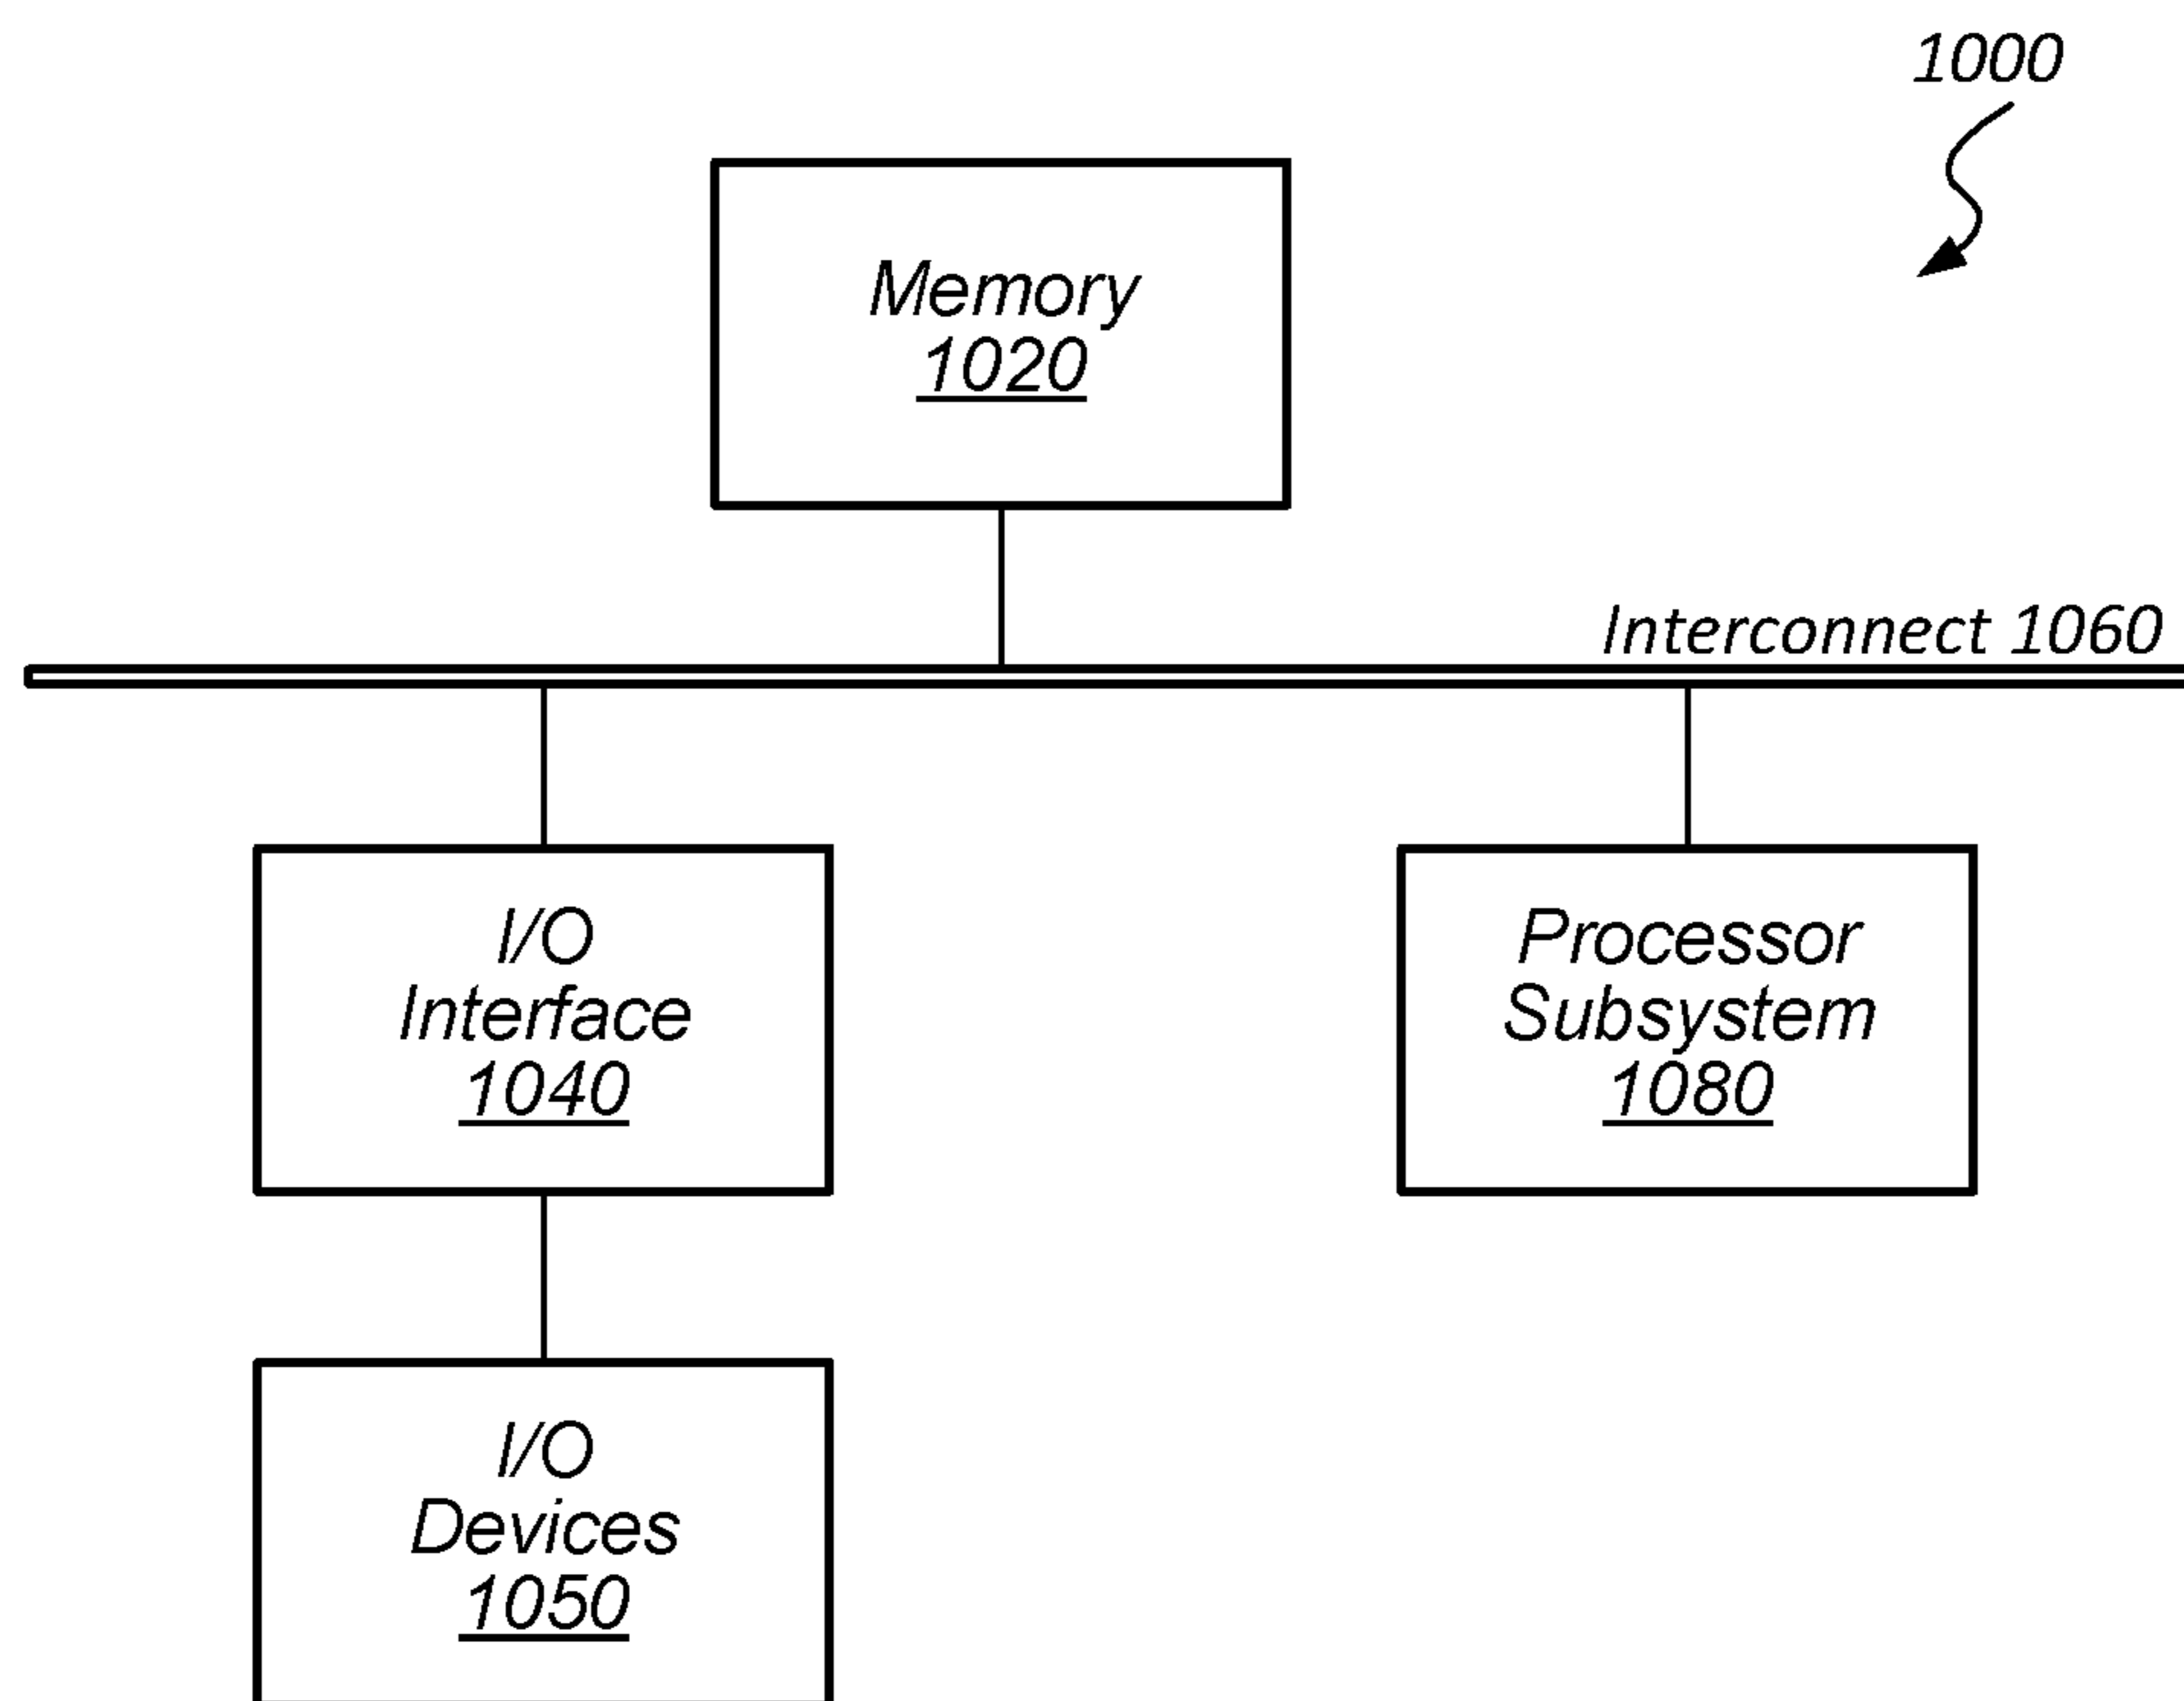 1000
Memory
1020
Interconnect 1060
I/O
Interface
1040
Processor
Subsystem
1080
I/O
Devices
1050